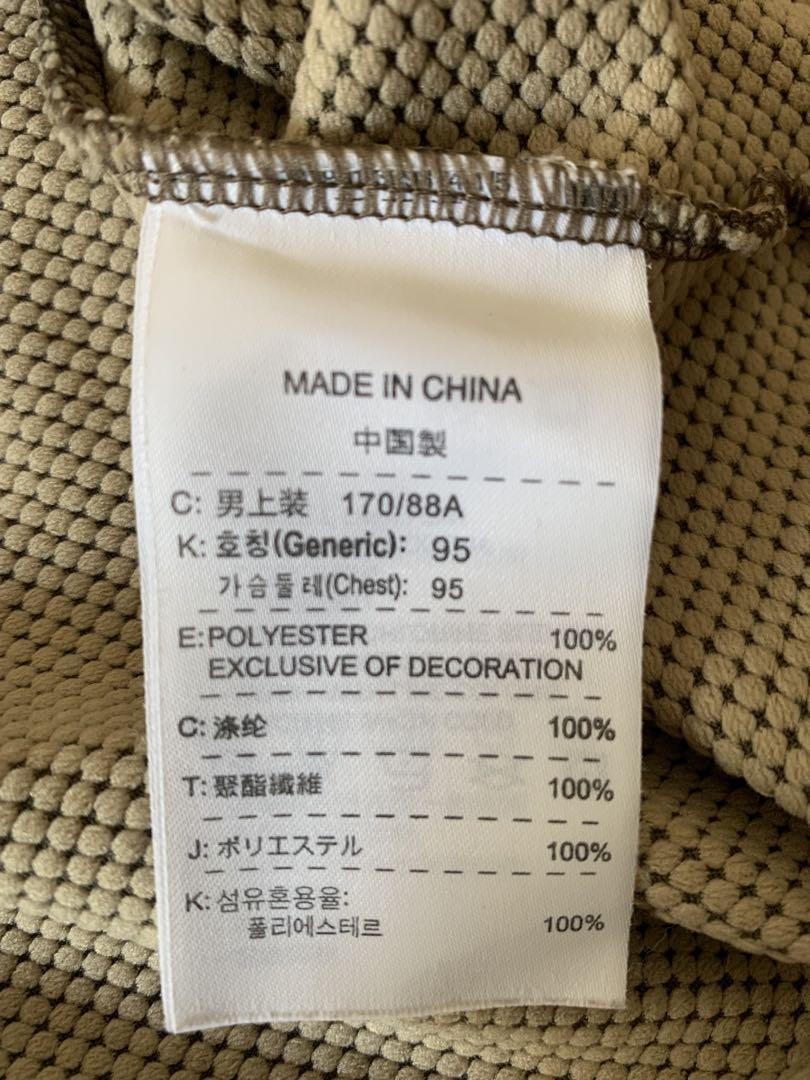 MADE IN CHINA
中国製
C: 男上装 170/88A
K: 호칭(Generic): 95
가슴둘레(Chest): 95
E: POLYESTER 100%
EXCLUSIVE OF DECORATION
C: 涤纶 100%
T: 聚酯纖維 100%
J: ポリエステル 100%
K: 섬유혼용율:
폴리에스테르 100%